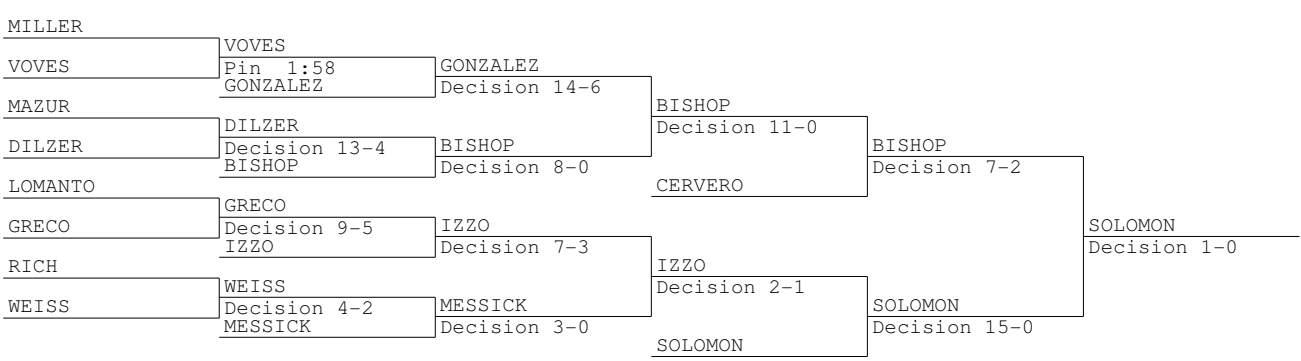 MILLER
VOVES
VOVES
Pin 1:58
GONZALEZ
GONZALEZ
Decision 14-6
MAZUR
BISHOP
Decision 11-0
DILZER
DILZER
Decision 13-4
BISHOP
BISHOP
Decision 8-0
BISHOP
Decision 7-2
LOMANTO
CERVERO
GRECO
GRECO
Decision 9-5
IZZO
IZZO
Decision 7-3
SOLOMON
Decision 1-0
RICH
IZZO
Decision 2-1
WEISS
WEISS
Decision 4-2
MESSICK
MESSICK
Decision 3-0
SOLOMON
Decision 15-0
SOLOMON